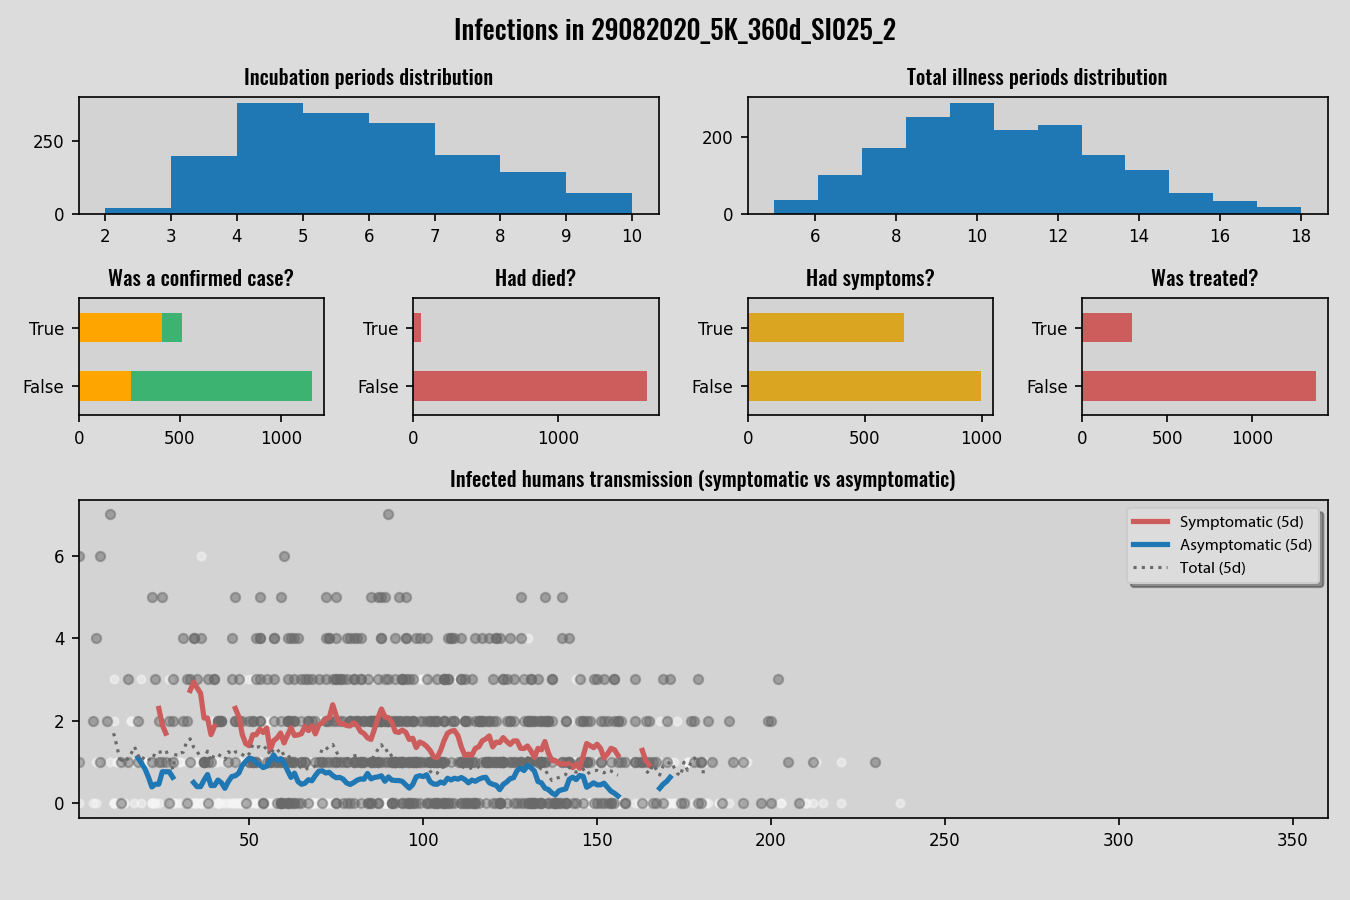 Infections in 29082020_5K_360d_SI025_2
Incubation periods distribution
Total illness periods distribution
250
0
2 3 4 5 6 7 8 9 10
200
0
6 8 10 12 14 16 18
Was a confirmed case?
Had died?
Had symptoms?
Was treated?
True
False
0 500 1000
True
False
0 1000
True
False
0 500 1000
True
False
0 500 1000
Infected humans transmission (symptomatic vs asymptomatic)
Symptomatic (5d)
Asymptomatic (5d)
Total (5d)
6
4
2
0
50 100 150 200 250 300 350